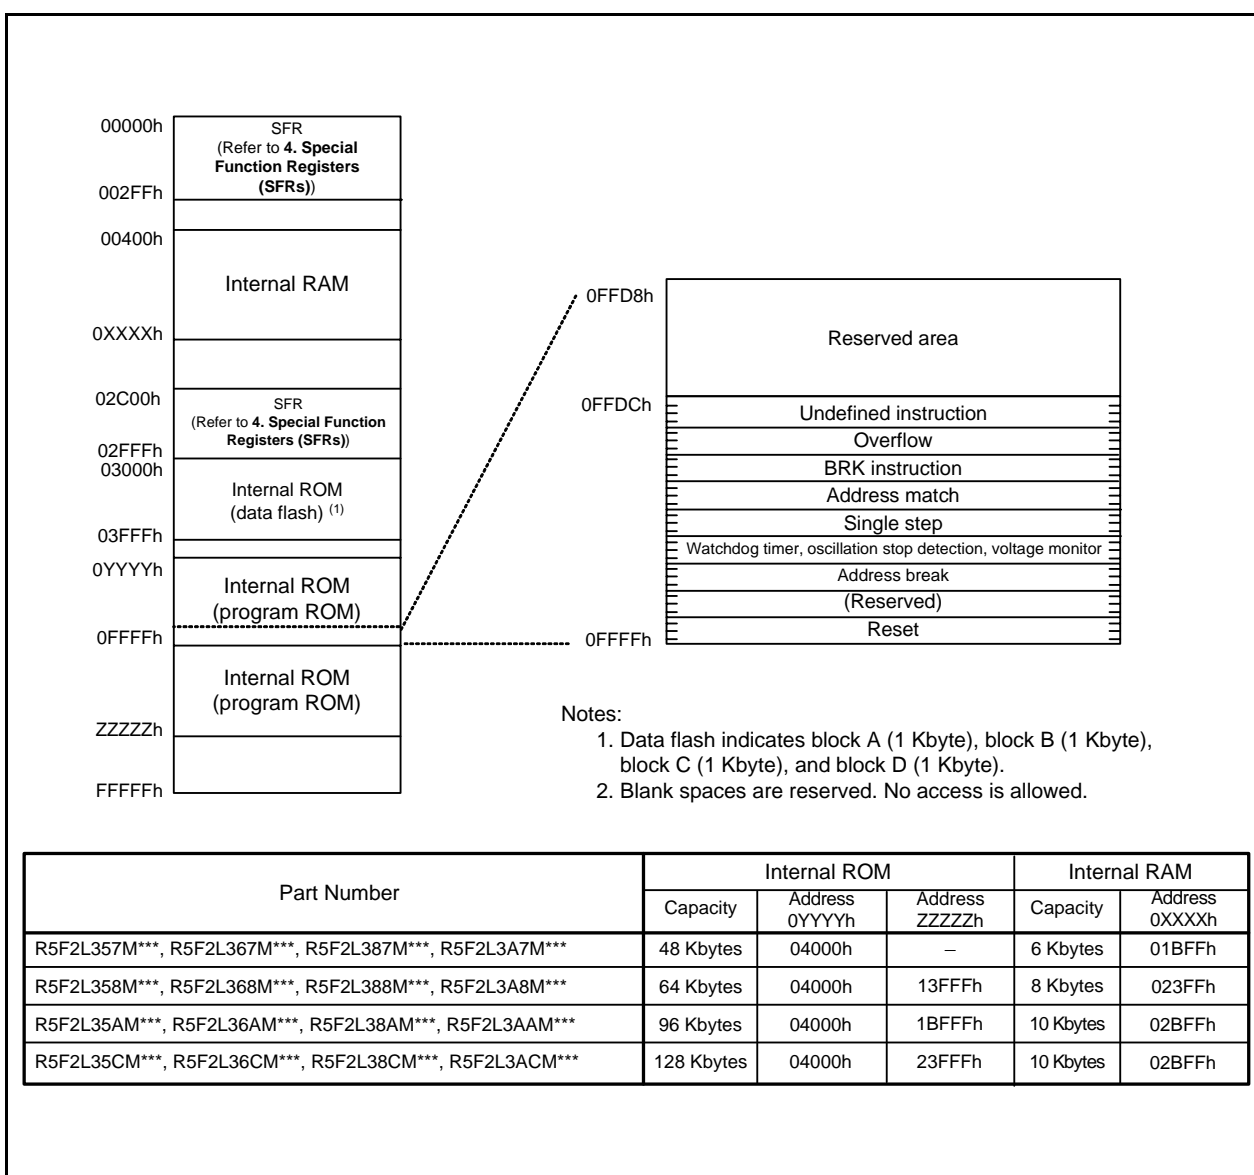 00000h
SFR
(Refer to 4. Special
Function Registers
(SFRs))
002FFh
00400h
Internal RAM
0XXXXh
02C00h
SFR
(Refer to 4. Special Function
Registers (SFRs))
02FFFh
03000h
Internal ROM
(data flash) (1)
03FFFh
0YYYYh
Internal ROM
(program ROM)
0FFFFh
Internal ROM
(program ROM)
ZZZZZh
FFFFFh
0FFD8h
Reserved area
0FFDCh
Undefined instruction
Overflow
BRK instruction
Address match
Single step
Watchdog timer, oscillation stop detection, voltage monitor
Address break
(Reserved)
0FFFFh
Reset
Notes:
1. Data flash indicates block A (1 Kbyte), block B (1 Kbyte),
block C (1 Kbyte), and block D (1 Kbyte).
2. Blank spaces are reserved. No access is allowed.
Part Number
Internal ROM
Internal RAM
Capacity
Address
0YYYYh
Address
ZZZZZh
Capacity
Address
0XXXXh
R5F2L357M***, R5F2L367M***, R5F2L387M***, R5F2L3A7M*** 48 Kbytes 04000h – 6 Kbytes 01BFFh
R5F2L358M***, R5F2L368M***, R5F2L388M***, R5F2L3A8M*** 64 Kbytes 04000h 13FFFh 8 Kbytes 023FFh
R5F2L35AM***, R5F2L36AM***, R5F2L38AM***, R5F2L3AAM*** 96 Kbytes 04000h 1BFFFh 10 Kbytes 02BFFh
R5F2L35CM***, R5F2L36CM***, R5F2L38CM***, R5F2L3ACM*** 128 Kbytes 04000h 23FFFh 10 Kbytes 02BFFh